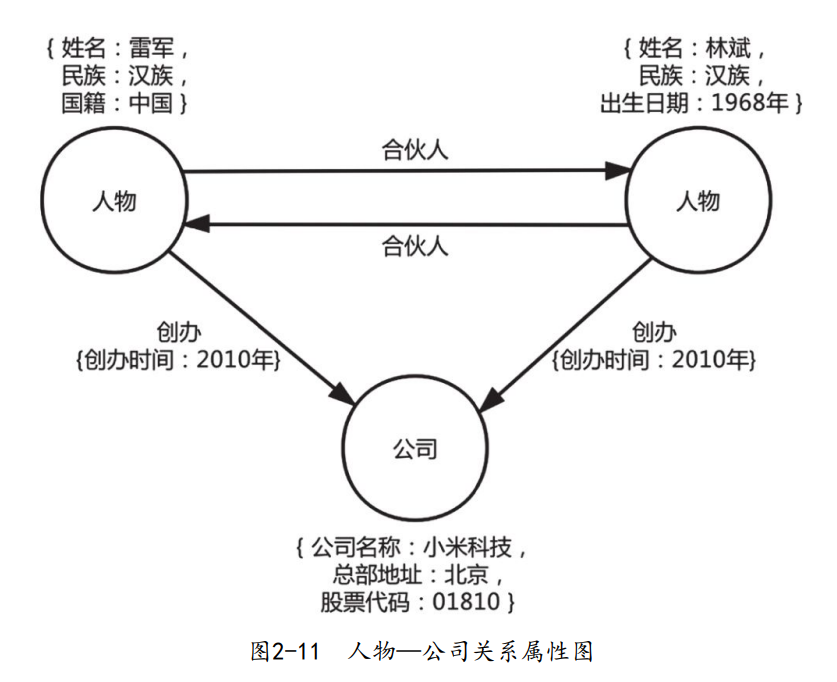 { 姓名：雷军，
民族：汉族，
国籍：中国 }
{ 姓名：林斌，
民族：汉族，
出生日期：1968年 }
人物
合伙人
人物
合伙人
创办
{创办时间：2010年}
创办
{创办时间：2010年}
公司
{ 公司名称：小米科技，
总部地址：北京，
股票代码：01810 }
图2-11 人物—公司关系属性图